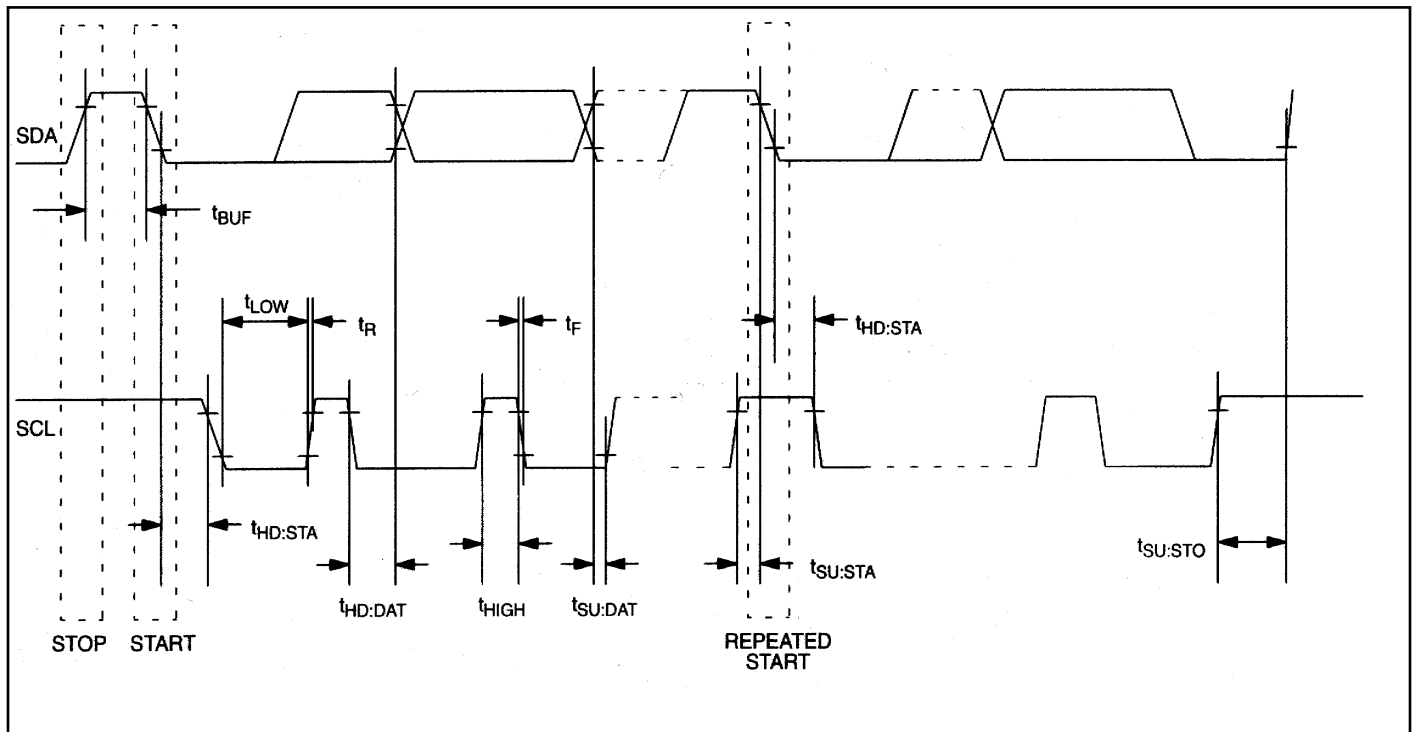 SDA
tBUF
tLOW
tR
tF
tHD:STA
SCL
tHD:STA
tSU:STA
tSU:STO
tHD:DAT
tHIGH
tSU:DAT
STOP
START
REPEATED
START